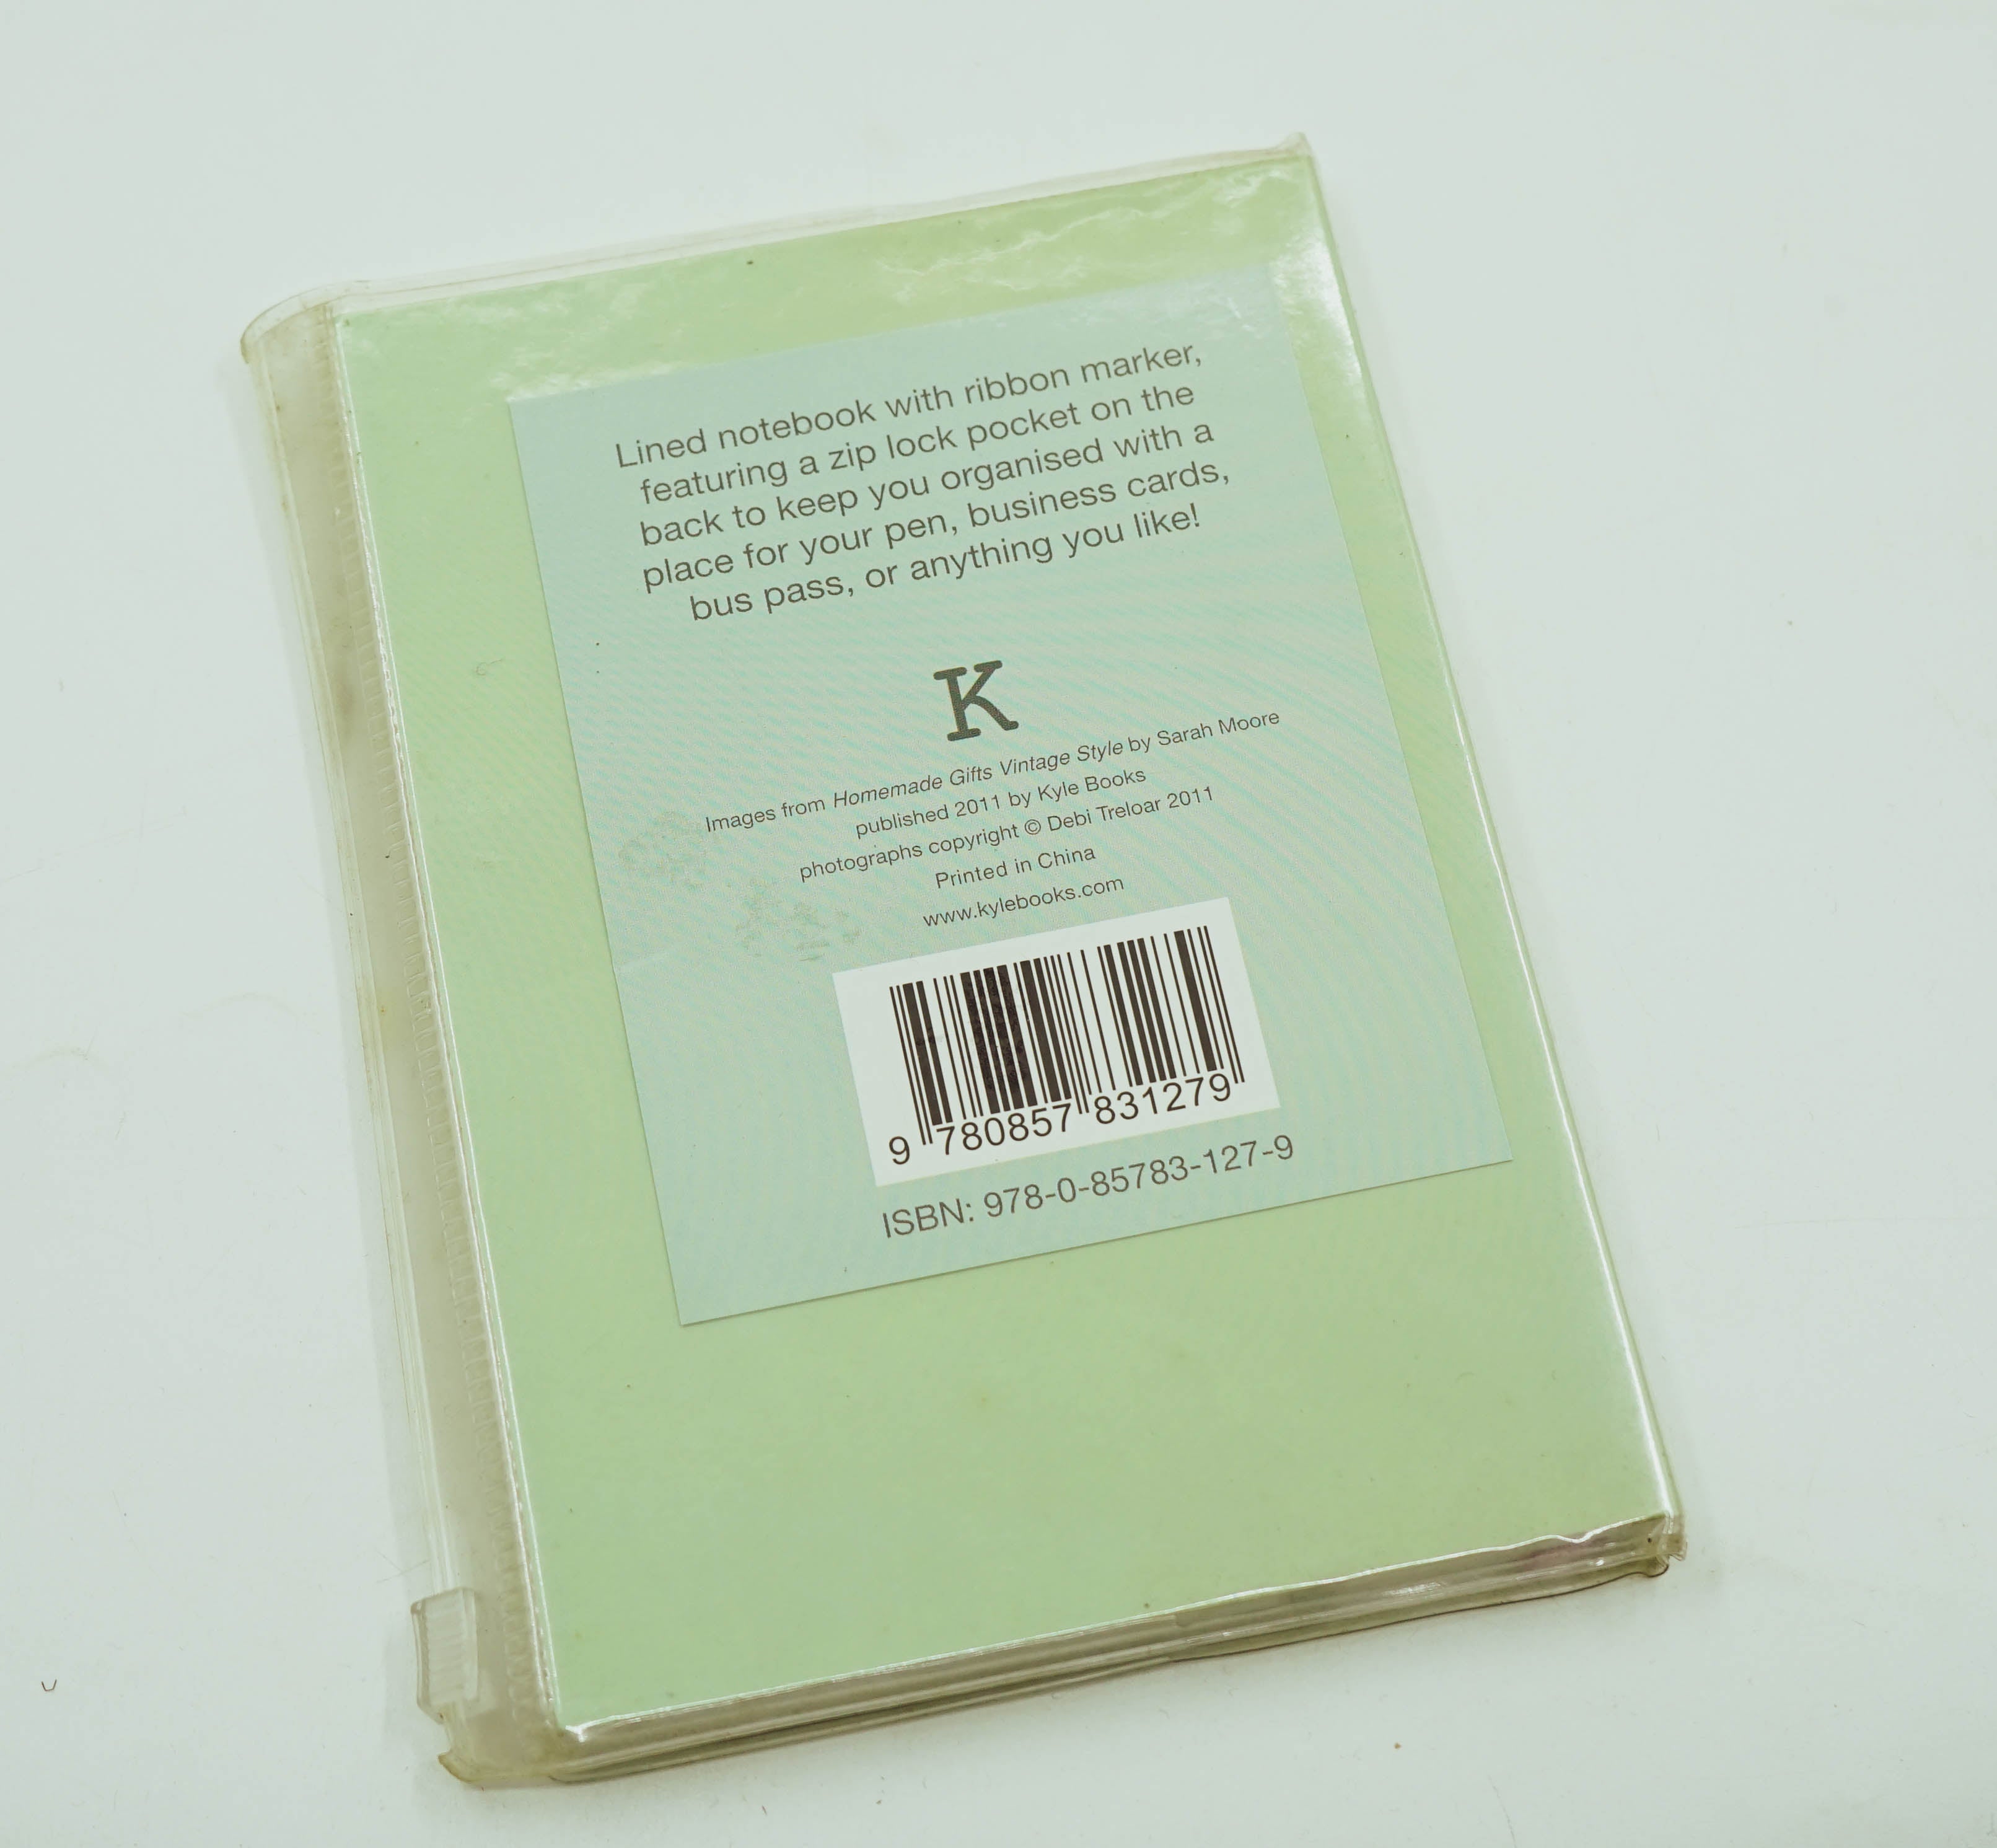 Lined notebook with ribbon marker,
featuring a zip lock pocket on the
back to keep you organised with a
place for your pen, business cards,
bus pass, or anything you like!
K
Images from Homemade Gifts Vintage Style by Sarah Moore
published 2011 by Kyle Books
photographs copyright © Debi Treloar 2011
Printed in China
www.kylebooks.com
9 780857 831279
ISBN: 978-0-85783-127-9